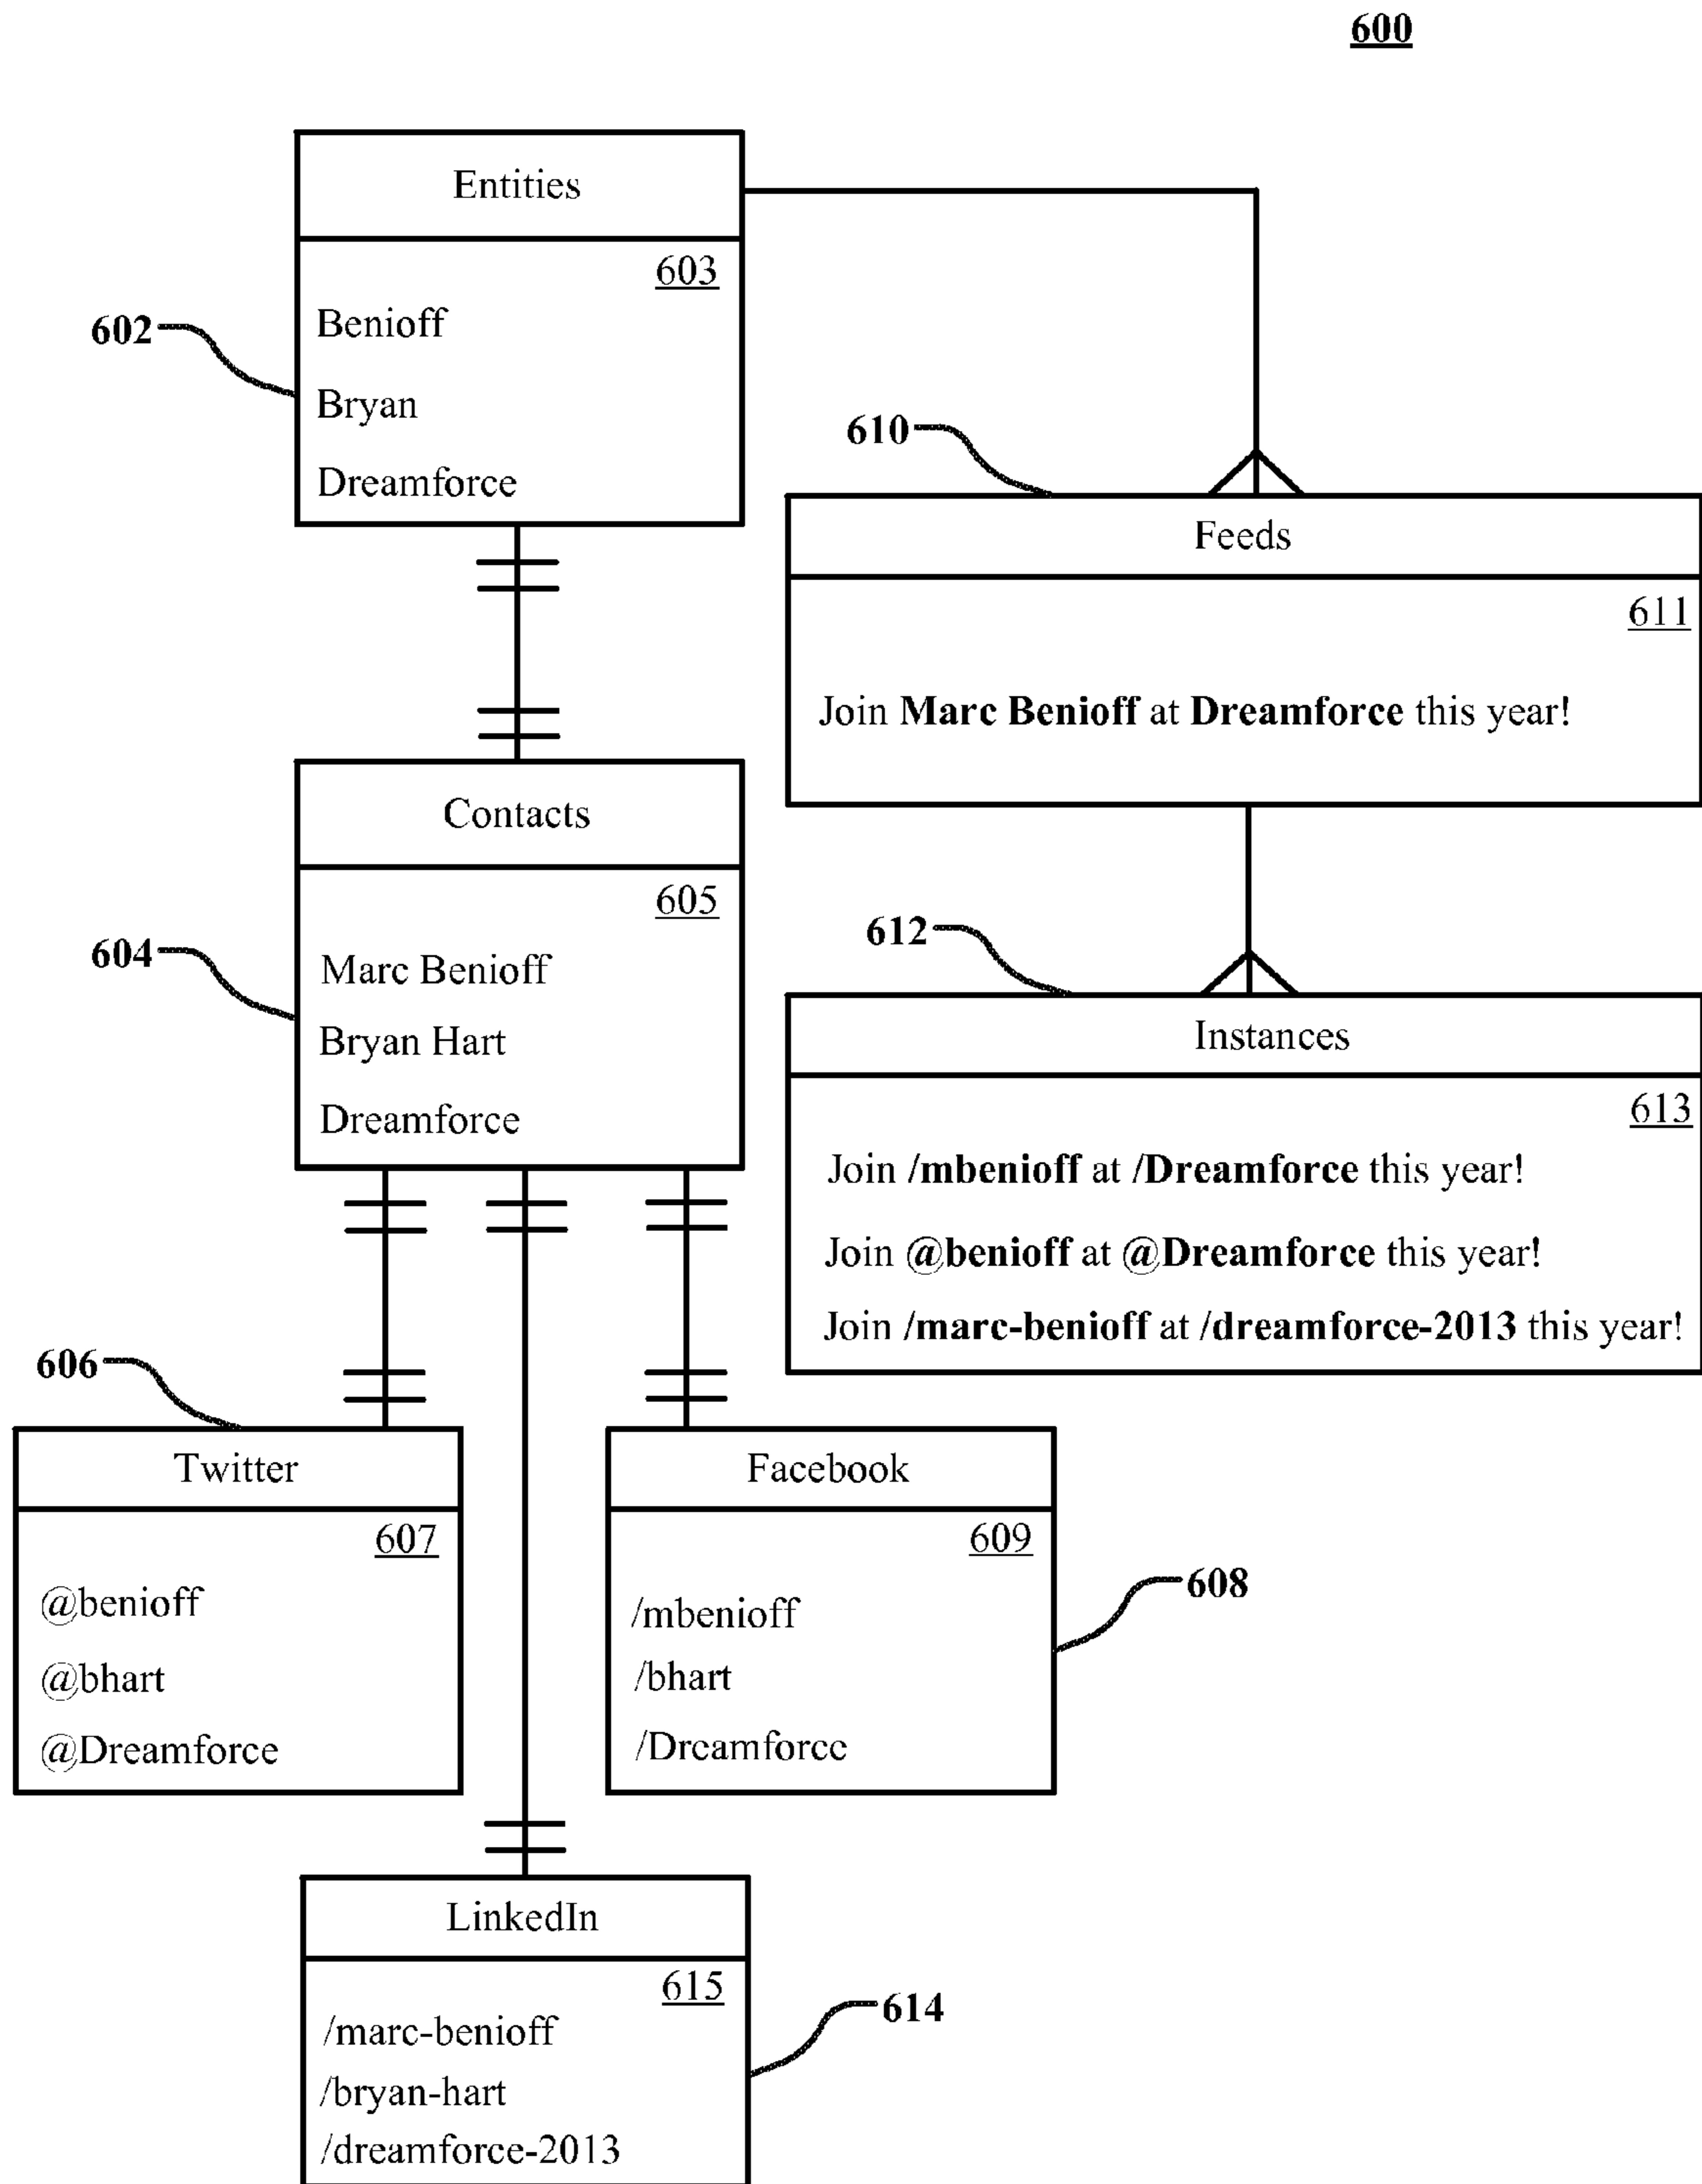 600
Entities
603
602
Benioff
Bryan
Dreamforce
610
Feeds
611
Join Marc Benioff at Dreamforce this year!
Contacts
605
604
Marc Benioff
Bryan Hart
Dreamforce
612
Instances
613
Join /mbenioff at /Dreamforce this year!
Join @benioff at @Dreamforce this year!
Join /marc-benioff at /dreamforce-2013 this year!
606
Twitter
607
@benioff
@bhart
@Dreamforce
Facebook
609
608
/mbenioff
/bhart
/Dreamforce
LinkedIn
615
614
/marc-benioff
/bryan-hart
/dreamforce-2013